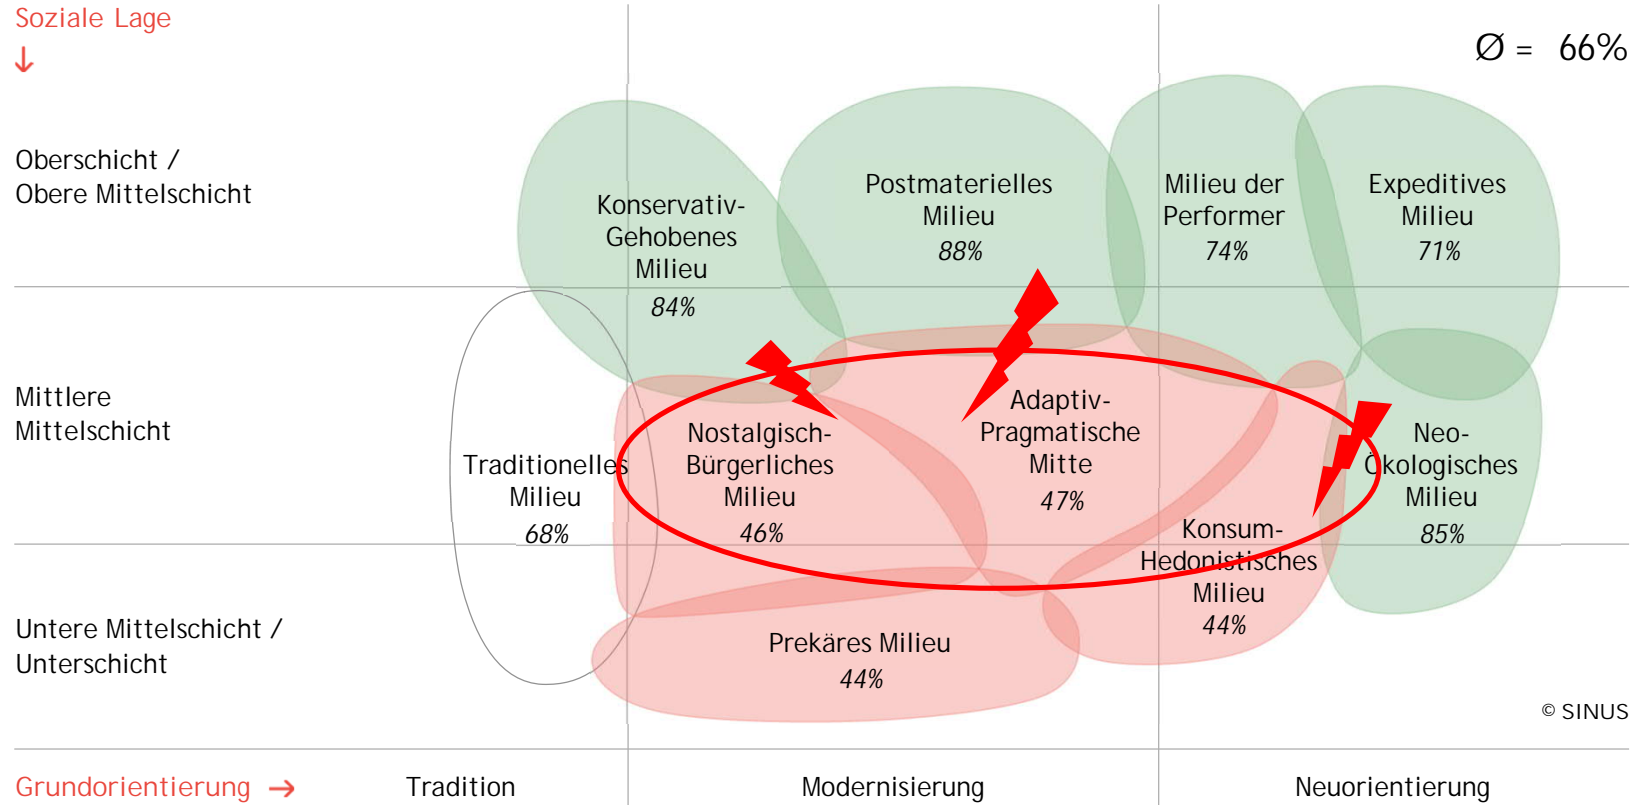 Soziale Lage
↓
Ø = 66%
Oberschicht /
Obere Mittelschicht
Konservativ-
Gehobenes
Milieu
84%
Postmaterielles
Milieu
88%
Milieu der
Performer
74%
Expeditives
Milieu
71%
Mittlere
Mittelschicht
Traditionelles
Milieu
68%
Nostalgisch-
Bürgerliches
Milieu
46%
Adaptiv-
Pragmatische
Mitte
47%
Konsum-
Hedonistisches
Milieu
44%
Neo-
Ökologisches
Milieu
85%
Untere Mittelschicht /
Unterschicht
Prekäres Milieu
44%
© SINUS
Grundorientierung →
Tradition
Modernisierung
Neuorientierung